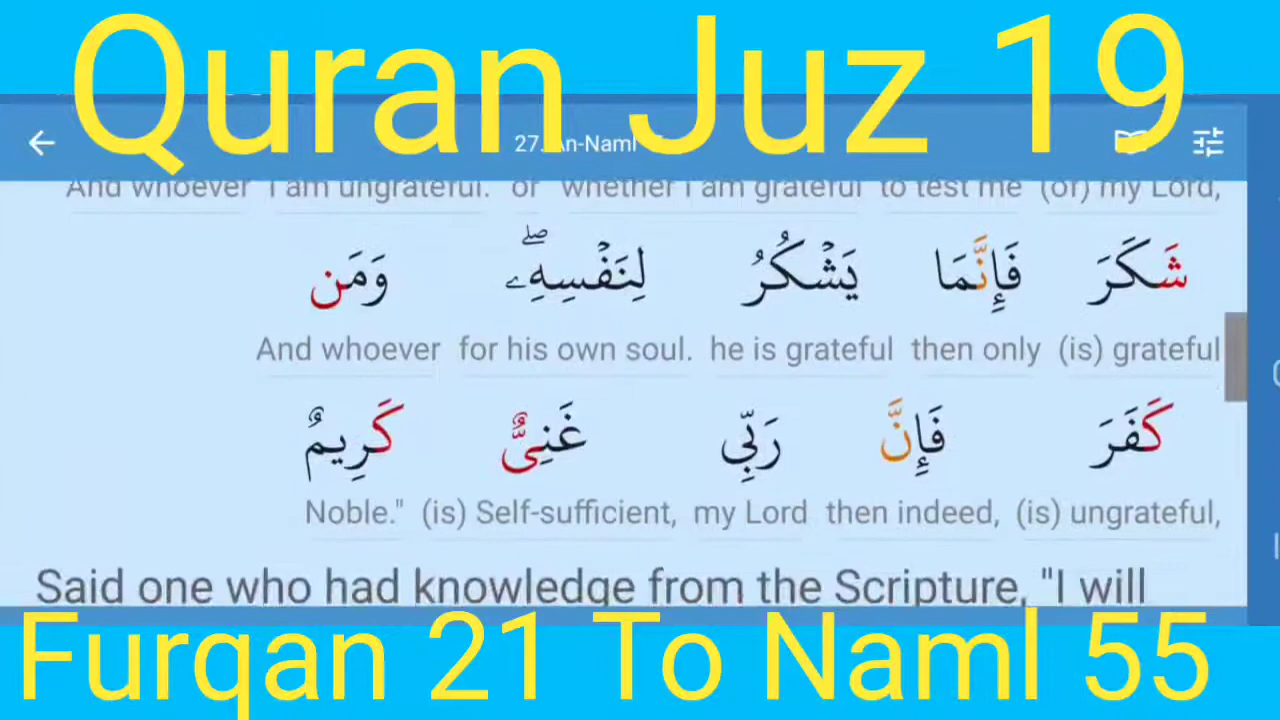 Quran Juz 19
27. An-Naml
And whoever I am ungrateful. or whether I am grateful to test me (of) my Lord,
شَكَرَ فَإِنَّمَا يَشْكُرُ لِنَفْسِهِۦۖ وَمَن
And whoever for his own soul. he is grateful then only (is) grateful
كَفَرَ فَإِنَّ رَبِّى غَنِىٌّ كَرِيمٌ
Noble." (is) Self-sufficient, my Lord then indeed, (is) ungrateful,
Said one who had knowledge from the Scripture, "I will
Furqan 21 To Naml 55